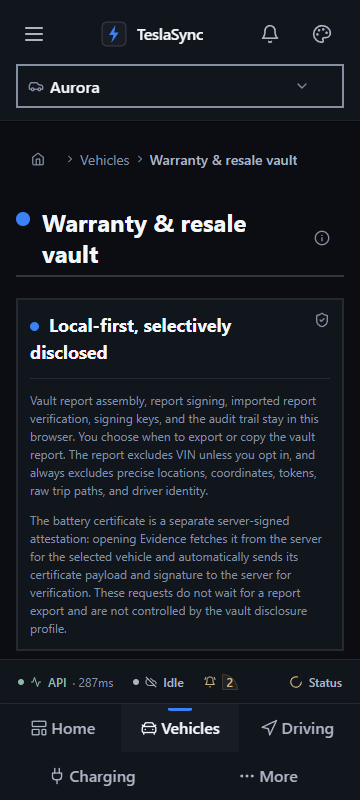 TeslaSync
Aurora
Vehicles
Warranty & resale vault
Warranty & resale
vault
Local-first, selectively
disclosed
Vault report assembly, report signing, imported report
verification, signing keys, and the audit trail stay in this
browser. You choose when to export or copy the vault
report. The report excludes VIN unless you opt in, and
always excludes precise locations, coordinates, tokens,
raw trip paths, and driver identity.
The battery certificate is a separate server-signed
attestation: opening Evidence fetches it from the server
for the selected vehicle and automatically sends its
certificate payload and signature to the server for
verification. These requests do not wait for a report
export and are not controlled by the vault disclosure
profile.
API · 287ms Idle 2 Status
Home Vehicles Driving
Charging More